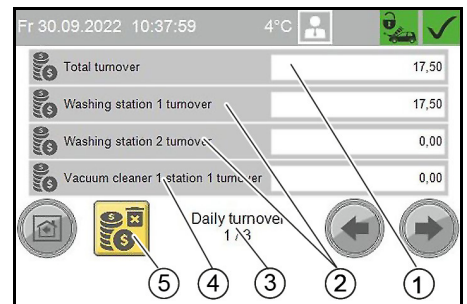 Fr 30.09.2022 10:37:59 4°C
Total turnover 17,50
Washing station 1 turnover 17,50
Washing station 2 turnover 0,00
Vacuum cleaner 1 station 1 turnover 0,00
Daily turnover
1 / 3
5 4 3 2 1